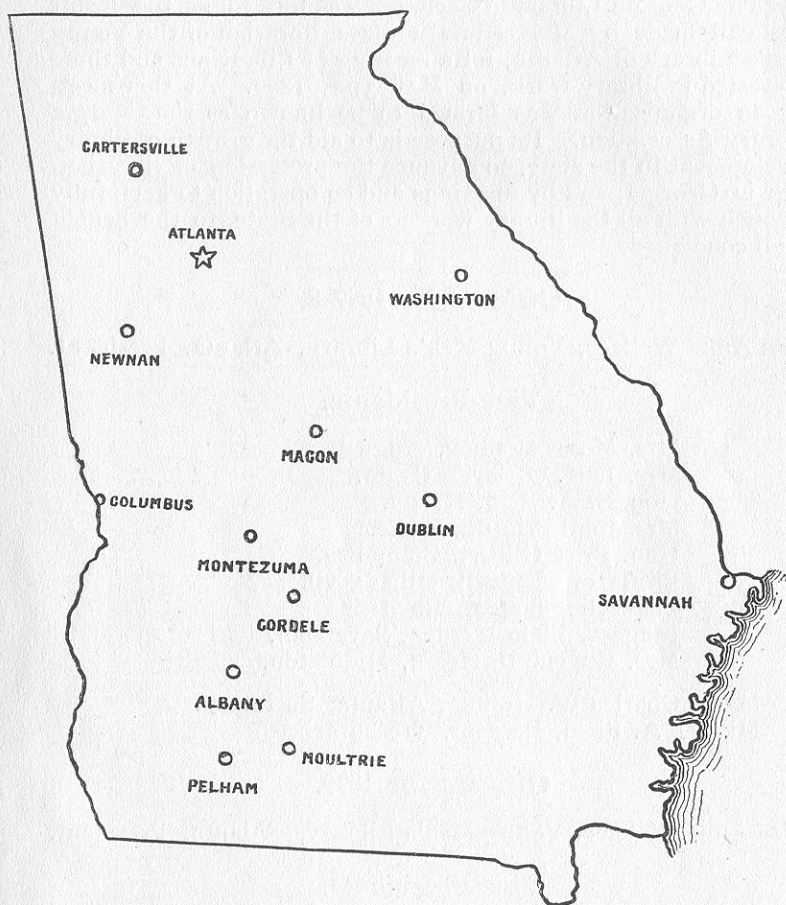 CARTERSVILLE
ATLANTA
WASHINGTON
NEWNAN
MACON
COLUMBUS
DUBLIN
MONTEZUMA
SAVANNAH
CORDELE
ALBANY
MOULTRIE
PELHAM